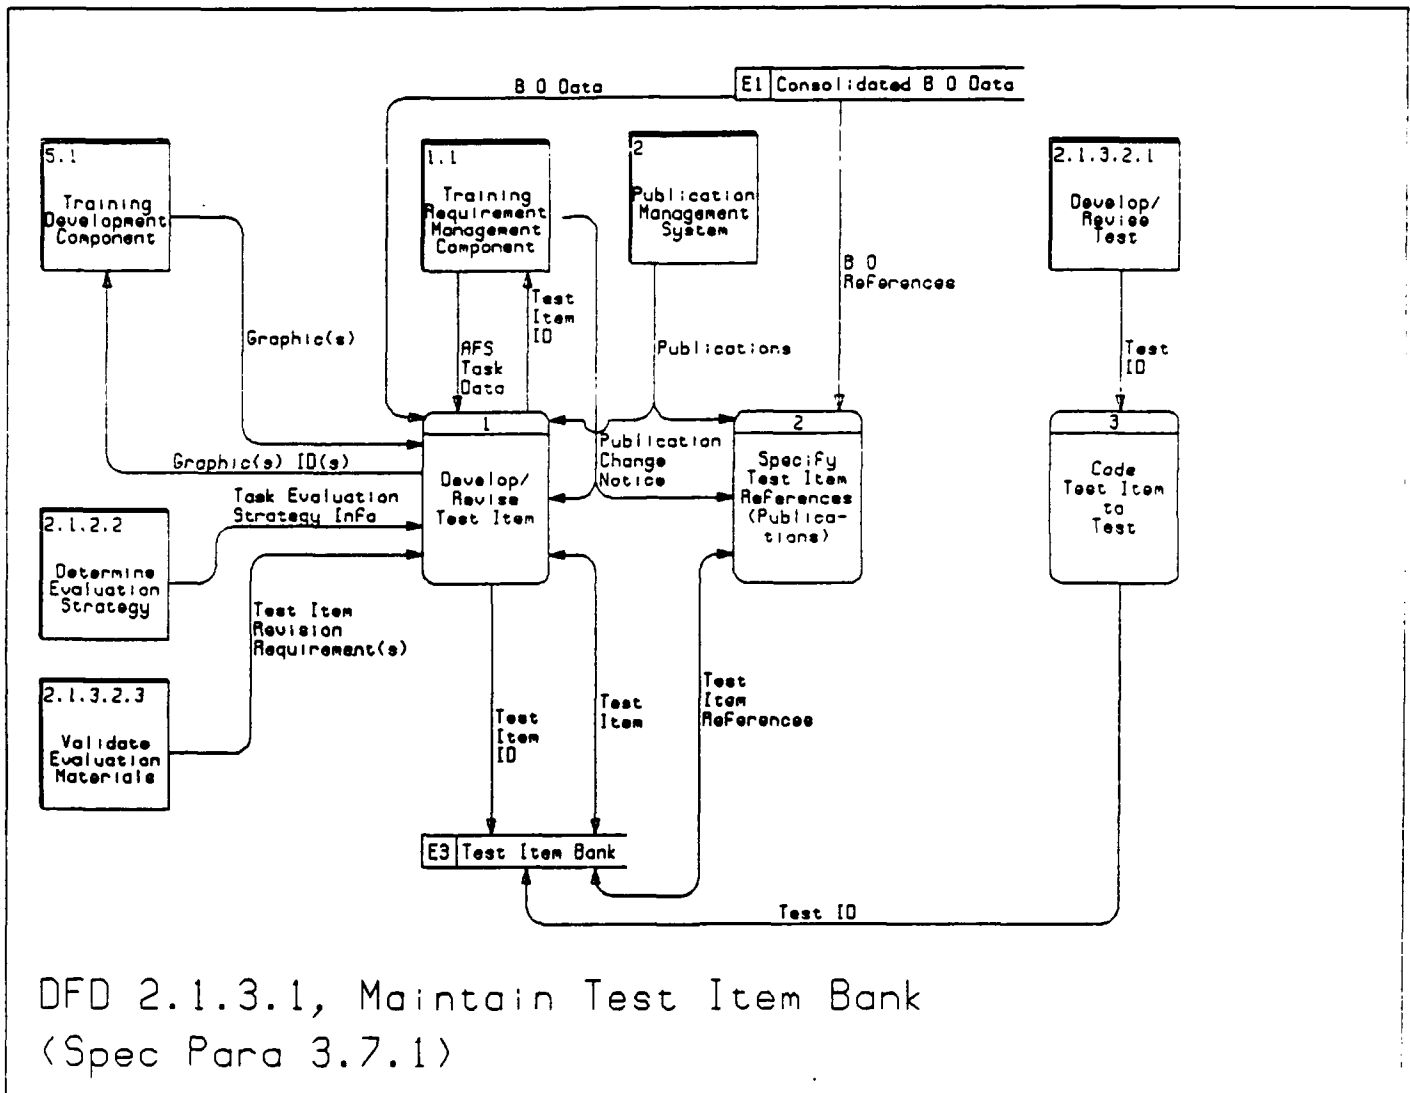 B O Data
E1 Consolidated B O Data
5.1
Training
Development
Component
1.1
Training
Requirement
Management
Component
2
Publication
Management
System
2.1.3.2.1
Develop/
Revise
Test
B O
References
Test
Item
ID
Graphic(s)
AFS
Task
Data
Publications
Test
ID
1
Develop/
Revise
Test Item
Publication
Change
Notice
2
Specify
Test Item
References
(Publica-
tions)
3
Code
Test Item
to
Test
Graphic(s) ID(s)
Task Evaluation
Strategy Info
2.1.2.2
Determine
Evaluation
Strategy
Test Item
Revision
Requirement(s)
2.1.3.2.3
Validate
Evaluation
Materials
Test
Item
ID
Test
Item
Test
Item
References
E3 Test Item Bank
Test ID
DFD 2.1.3.1, Maintain Test Item Bank
(Spec Para 3.7.1)